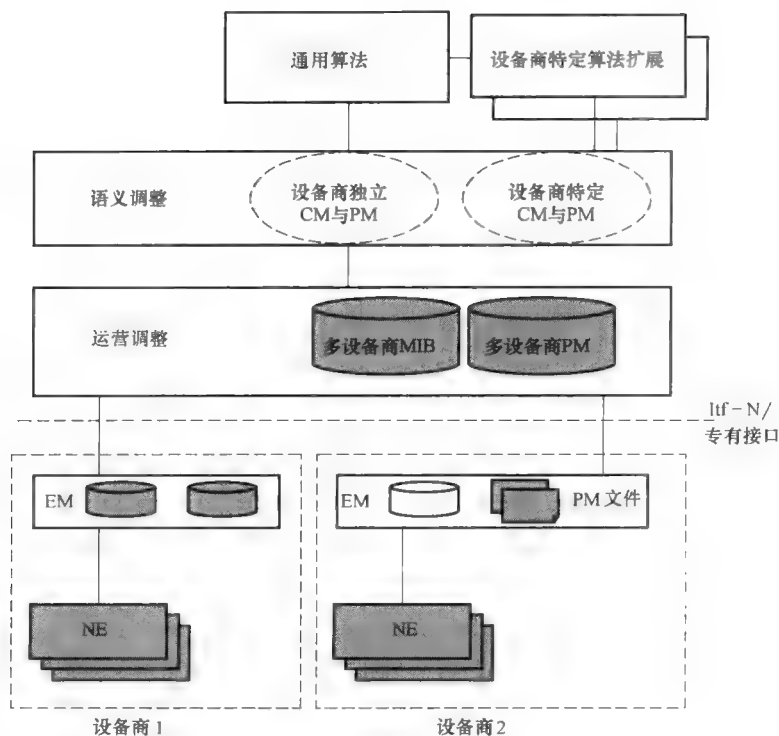 通用算法
设备商特定算法扩展
语义调整
设备商独立
CM与PM
设备商特定
CM与PM
运营调整
多设备商MIB
多设备商PM
Itf-N/
专有接口
EM
EM
PM文件
NE
NE
设备商1
设备商2